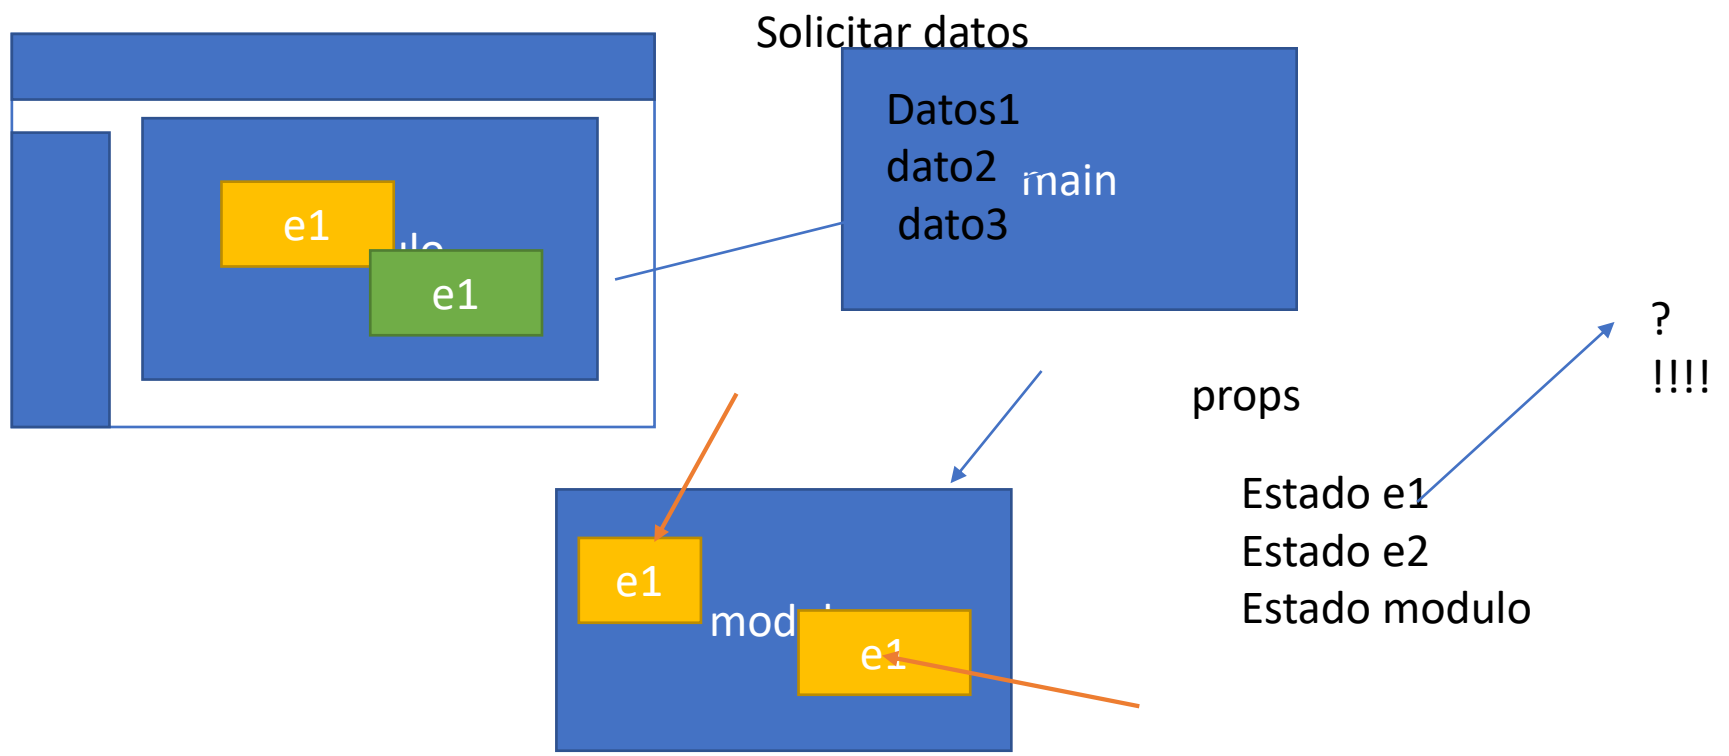 Solicitar datos
Datos1
dato2
main
dato3
e1
e1
?
!!!!
props
Estado e1
Estado e2
Estado modulo
e1
e1